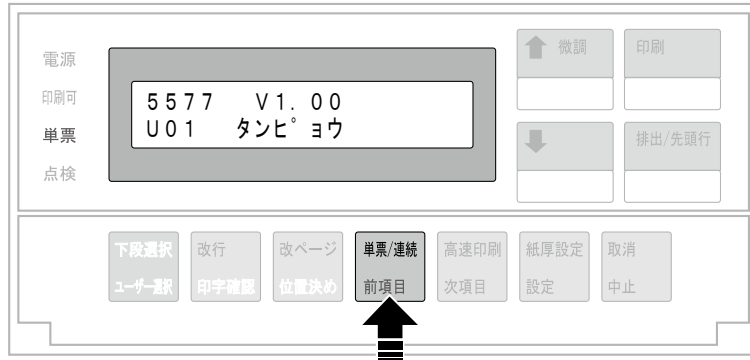 電源
印刷可
単票
点検
5577 V1.00
U01 タンピョウ
微調
印刷
排出/先頭行
下段選択
ユーザー選択
改行
印字確認
改ページ
位置決め
単票/連続
前項目
高速印刷
次項目
紙厚設定
設定
取消
中止